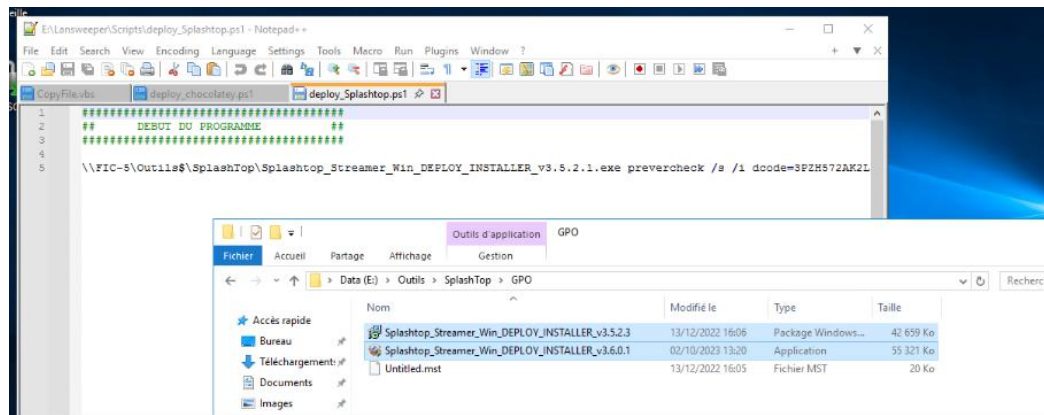 E:\Lansweeper\Scripts\deploy_Splashtop.ps1 - Notepad++
File Edit Search View Encoding Language Settings Tools Macro Run Plugins Window ?
CopyFile.vbs deploy_chocolatey.ps1 deploy_Splashtop.ps1
1 ######################################
2 ## DEBUT DU PROGRAMME ##
3 ######################################
4
5 \\FIC-5\Outils$\SplashTop\Splashtop_Streamer_Win_DEPLOY_INSTALLER_v3.5.2.1.exe prevercheck /s /i dcode=3PZH572AK2L
Outils d'application GPO
Fichier Accueil Partage Affichage Gestion
Data (E:) > Outils > SplashTop > GPO Recherc
Nom Modifié le Type Taille
Accès rapide
Splashtop_Streamer_Win_DEPLOY_INSTALLER_v3.5.2.3 13/12/2022 16:06 Package Windows... 42 659 Ko
Bureau
Splashtop_Streamer_Win_DEPLOY_INSTALLER_v3.6.0.1 02/10/2023 13:20 Application 55 321 Ko
Téléchargements
Untitled.mst 13/12/2022 16:05 Fichier MST 20 Ko
Documents
Images